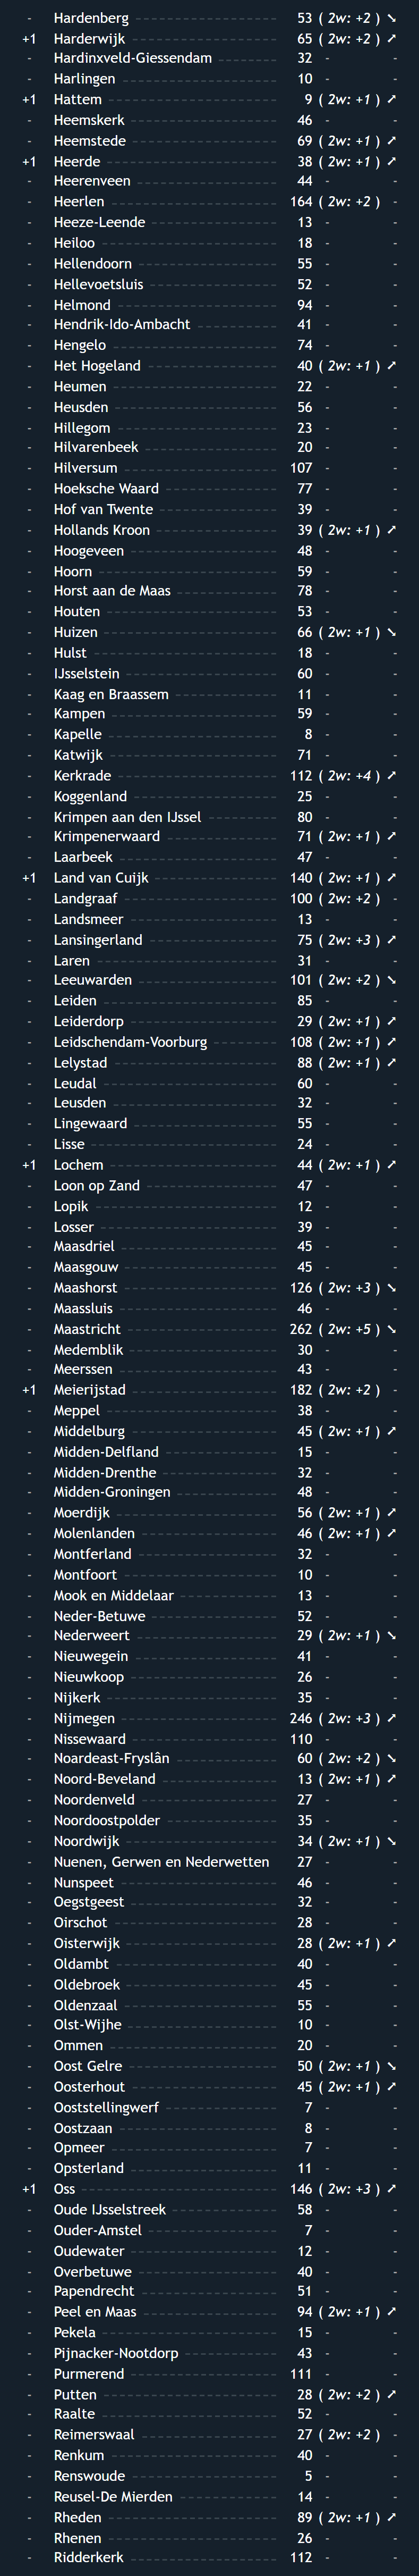 - Hardenberg 53 ( 2w: +2 ) ➘
+1 Harderwijk 65 ( 2w: +2 ) ➚
- Hardinxveld-Giessendam 32 - -
- Harlingen 10 - -
+1 Hattem 9 ( 2w: +1 ) ➚
- Heemskerk 46 - -
- Heemstede 69 ( 2w: +1 ) ➚
+1 Heerde 38 ( 2w: +1 ) ➚
- Heerenveen 44 - -
- Heerlen 164 ( 2w: +2 ) -
- Heeze-Leende 13 - -
- Heiloo 18 - -
- Hellendoorn 55 - -
- Hellevoetsluis 52 - -
- Helmond 94 - -
- Hendrik-Ido-Ambacht 41 - -
- Hengelo 74 - -
- Het Hogeland 40 ( 2w: +1 ) ➚
- Heumen 22 - -
- Heusden 56 - -
- Hillegom 23 - -
- Hilvarenbeek 20 - -
- Hilversum 107 - -
- Hoeksche Waard 77 - -
- Hof van Twente 39 - -
- Hollands Kroon 39 ( 2w: +1 ) ➚
- Hoogeveen 48 - -
- Hoorn 59 - -
- Horst aan de Maas 78 - -
- Houten 53 - -
- Huizen 66 ( 2w: +1 ) ➘
- Hulst 18 - -
- IJsselstein 60 - -
- Kaag en Braassem 11 - -
- Kampen 59 - -
- Kapelle 8 - -
- Katwijk 71 - -
- Kerkrade 112 ( 2w: +4 ) ➚
- Koggenland 25 - -
- Krimpen aan den IJssel 80 - -
- Krimpenerwaard 71 ( 2w: +1 ) ➚
- Laarbeek 47 - -
+1 Land van Cuijk 140 ( 2w: +1 ) ➚
- Landgraaf 100 ( 2w: +2 ) -
- Landsmeer 13 - -
- Lansingerland 75 ( 2w: +3 ) ➚
- Laren 31 - -
- Leeuwarden 101 ( 2w: +2 ) ➘
- Leiden 85 - -
- Leiderdorp 29 ( 2w: +1 ) ➚
- Leidschendam-Voorburg 108 ( 2w: +1 ) ➚
- Lelystad 88 ( 2w: +1 ) ➚
- Leudal 60 - -
- Leusden 32 - -
- Lingewaard 55 - -
- Lisse 24 - -
+1 Lochem 44 ( 2w: +1 ) ➚
- Loon op Zand 47 - -
- Lopik 12 - -
- Losser 39 - -
- Maasdriel 45 - -
- Maasgouw 45 - -
- Maashorst 126 ( 2w: +3 ) ➘
- Maassluis 46 - -
- Maastricht 262 ( 2w: +5 ) ➘
- Medemblik 30 - -
- Meerssen 43 - -
+1 Meierijstad 182 ( 2w: +2 ) -
- Meppel 38 - -
- Middelburg 45 ( 2w: +1 ) ➚
- Midden-Delfland 15 - -
- Midden-Drenthe 32 - -
- Midden-Groningen 48 - -
- Moerdijk 56 ( 2w: +1 ) ➚
- Molenlanden 46 ( 2w: +1 ) ➚
- Montferland 32 - -
- Montfoort 10 - -
- Mook en Middelaar 13 - -
- Neder-Betuwe 52 - -
- Nederweert 29 ( 2w: +1 ) ➘
- Nieuwegein 41 - -
- Nieuwkoop 26 - -
- Nijkerk 35 - -
- Nijmegen 246 ( 2w: +3 ) ➚
- Nissewaard 110 - -
- Noardeast-Fryslân 60 ( 2w: +2 ) ➘
- Noord-Beveland 13 ( 2w: +1 ) ➚
- Noordenveld 27 - -
- Noordoostpolder 35 - -
- Noordwijk 34 ( 2w: +1 ) ➘
- Nuenen, Gerwen en Nederwetten 27 - -
- Nunspeet 46 - -
- Oegstgeest 32 - -
- Oirschot 28 - -
- Oisterwijk 28 ( 2w: +1 ) ➚
- Oldambt 40 - -
- Oldebroek 45 - -
- Oldenzaal 55 - -
- Olst-Wijhe 10 - -
- Ommen 20 - -
- Oost Gelre 50 ( 2w: +1 ) ➘
- Oosterhout 45 ( 2w: +1 ) ➚
- Ooststellingwerf 7 - -
- Oostzaan 8 - -
- Opmeer 7 - -
- Opsterland 11 - -
+1 Oss 146 ( 2w: +3 ) ➚
- Oude IJsselstreek 58 - -
- Ouder-Amstel 7 - -
- Oudewater 12 - -
- Overbetuwe 40 - -
- Papendrecht 51 - -
- Peel en Maas 94 ( 2w: +1 ) ➚
- Pekela 15 - -
- Pijnacker-Nootdorp 43 - -
- Purmerend 111 - -
- Putten 28 ( 2w: +2 ) ➚
- Raalte 52 - -
- Reimerswaal 27 ( 2w: +2 ) -
- Renkum 40 - -
- Renswoude 5 - -
- Reusel-De Mierden 14 - -
- Rheden 89 ( 2w: +1 ) ➚
- Rhenen 26 - -
- Ridderkerk 112 - -